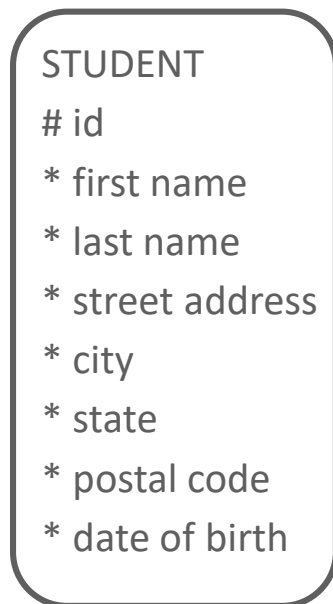 STUDENT
# id
* first name
* last name
* street address
* city
* state
* postal code
* date of birth